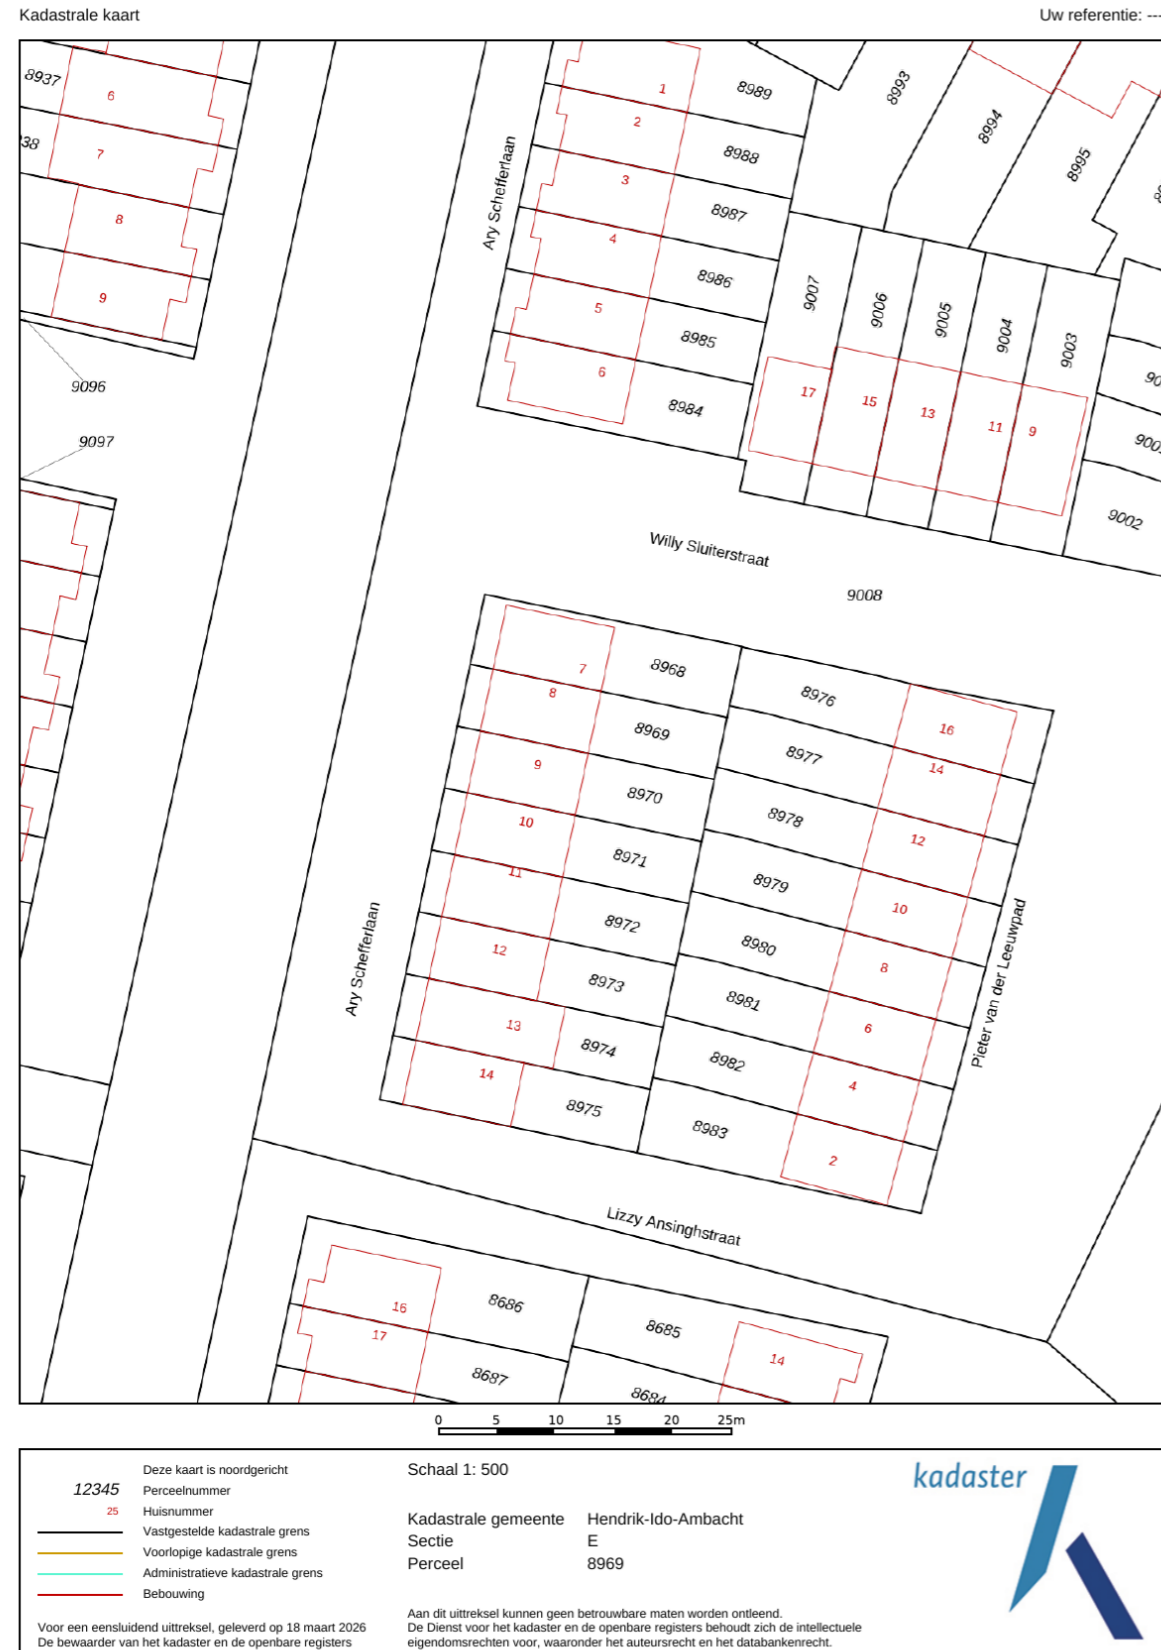 Kadastrale kaart
Uw referentie: ---
8937
6
38
7
8
9
9096
9097
Ary Schefferlaan
1
8989
2
8988
3
8987
4
8986
5
8985
6
8984
8993
8994
8995
9007
9006
9005
9004
9003
17
15
13
11
9
9002
Willy Sluiterstraat
9008
7
8968
8
8969
9
8970
10
8971
11
8972
12
8973
13
8974
14
8975
8976
16
8977
14
8978
12
8979
10
8980
8
8981
6
8982
4
8983
2
Ary Schefferlaan
Pieter van der Leeuwpad
Lizzy Ansinghstraat
16
8686
17
8687
8685
14
8684
0 5 10 15 20 25m
Deze kaart is noordgericht
12345 Perceelnummer
25 Huisnummer
Vastgestelde kadastrale grens
Voorlopige kadastrale grens
Administratieve kadastrale grens
Bebouwing
Voor een eensluidend uittreksel, geleverd op 18 maart 2026
De bewaarder van het kadaster en de openbare registers
Schaal 1: 500
Kadastrale gemeente Hendrik-Ido-Ambacht
Sectie E
Perceel 8969
Aan dit uittreksel kunnen geen betrouwbare maten worden ontleend.
De Dienst voor het kadaster en de openbare registers behoudt zich de intellectuele
eigendomsrechten voor, waaronder het auteursrecht en het databankenrecht.
kadaster